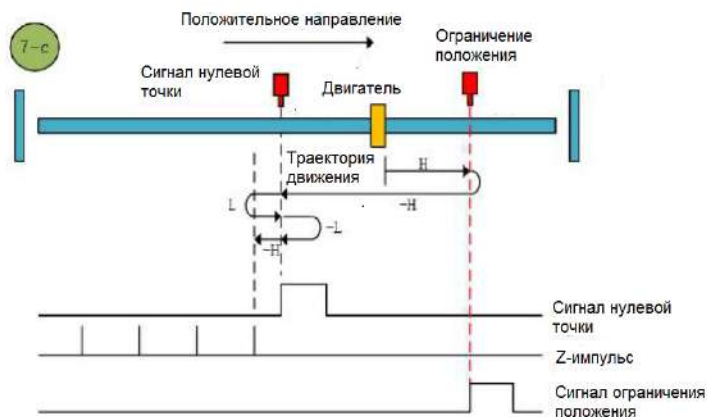 7-c
Положительное направление
Ограничение
положения
Сигнал нулевой
точки
Двигатель
Траектория
движения
H
-H
L
-L
-H
Сигнал нулевой
точки
Z-импульс
Сигнал ограничения
положения